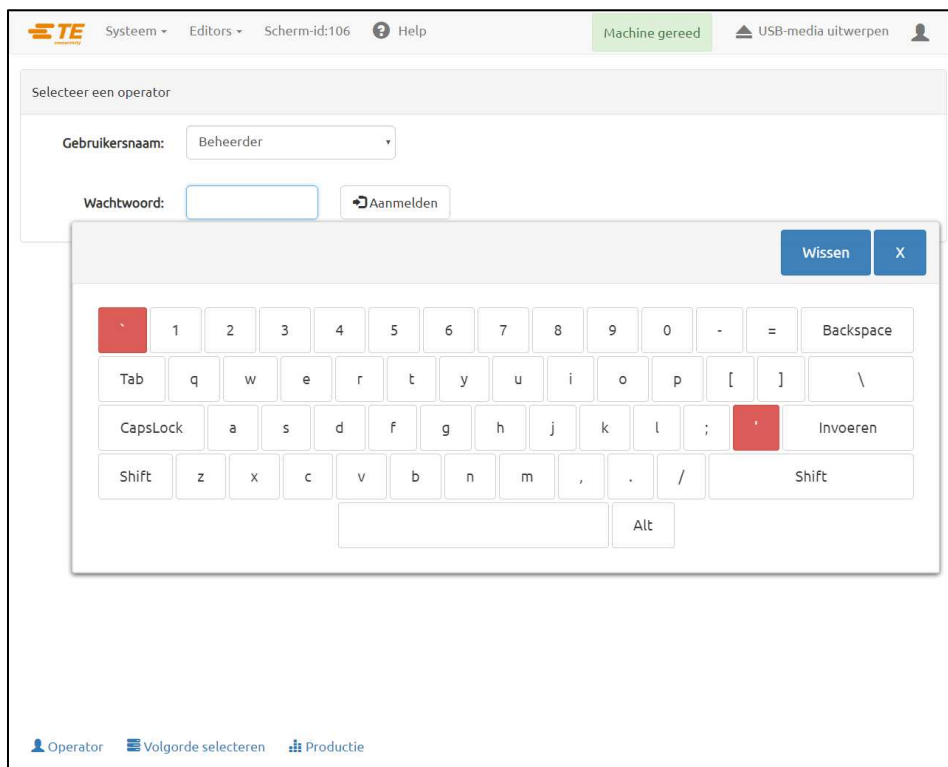 TE connectivity Systeem Editors Scherm-id:106 Help Machine gereed USB-media uitwerpen
Selecteer een operator
Gebruikersnaam: Beheerder
Wachtwoord: Aanmelden
Wissen X
` 1 2 3 4 5 6 7 8 9 0 - = Backspace
Tab q w e r t y u i o p [ ] \
CapsLock a s d f g h j k l ; ' Invoeren
Shift z x c v b n m , . / Shift
Alt
Operator Volgorde selecteren Productie